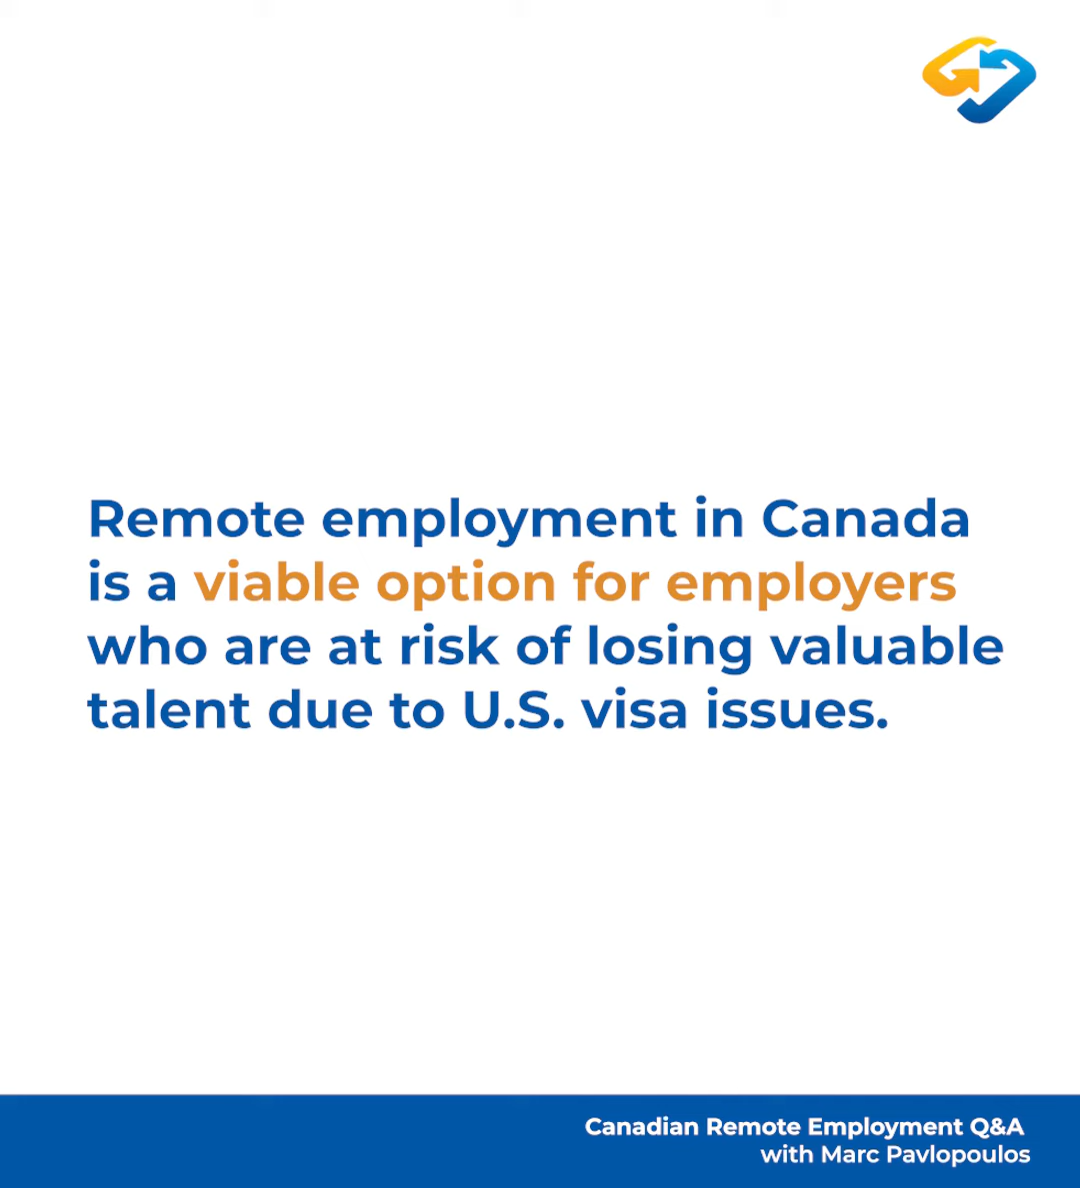 Remote employment in Canada
is a viable option for employers
who are at risk of losing valuable
talent due to U.S. visa issues.
Canadian Remote Employment Q&A
with Marc Pavlopoulos